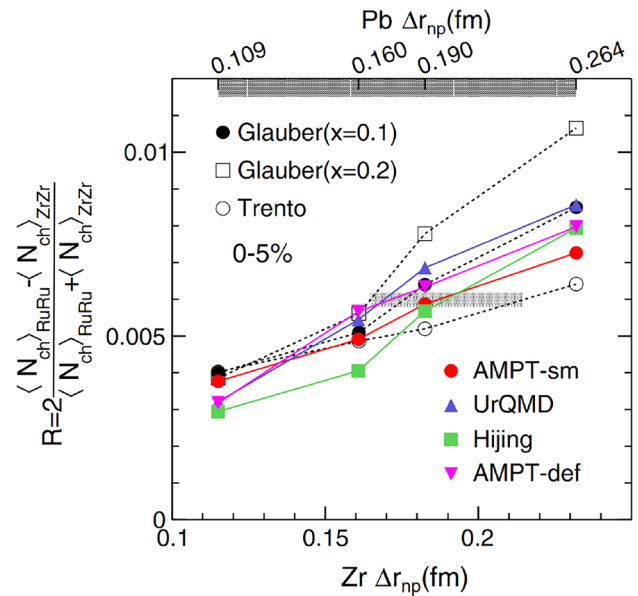 Pb Δr_np(fm)
0.109 0.160 0.190 0.264
R=2 ⟨N_ch⟩_RuRu-⟨N_ch⟩_ZrZr
⟨N_ch⟩_RuRu+⟨N_ch⟩_ZrZr
0.01
0.005
0
Glauber(x=0.1)
Glauber(x=0.2)
Trento
0-5%
AMPT-sm
UrQMD
Hijing
AMPT-def
0.1 0.15 0.2
Zr Δr_np(fm)